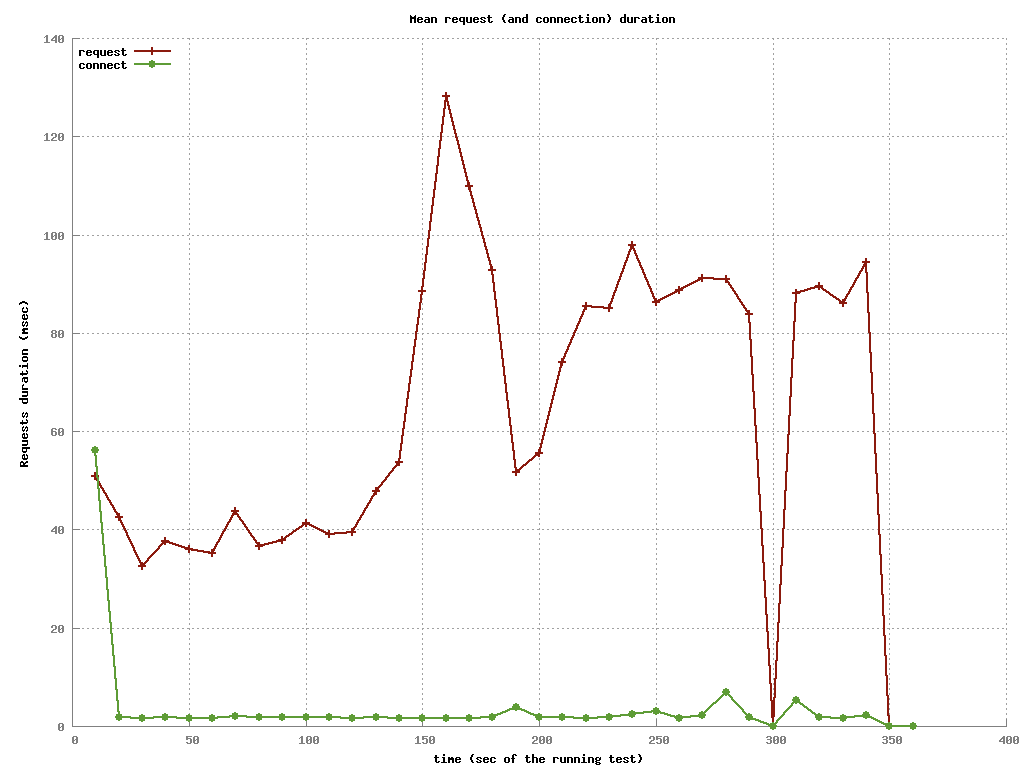 Mean request (and connection) duration
request
connect
140
120
100
80
60
40
20
0
Requests duration (msec)
0 50 100 150 200 250 300 350 400
time (sec of the running test)